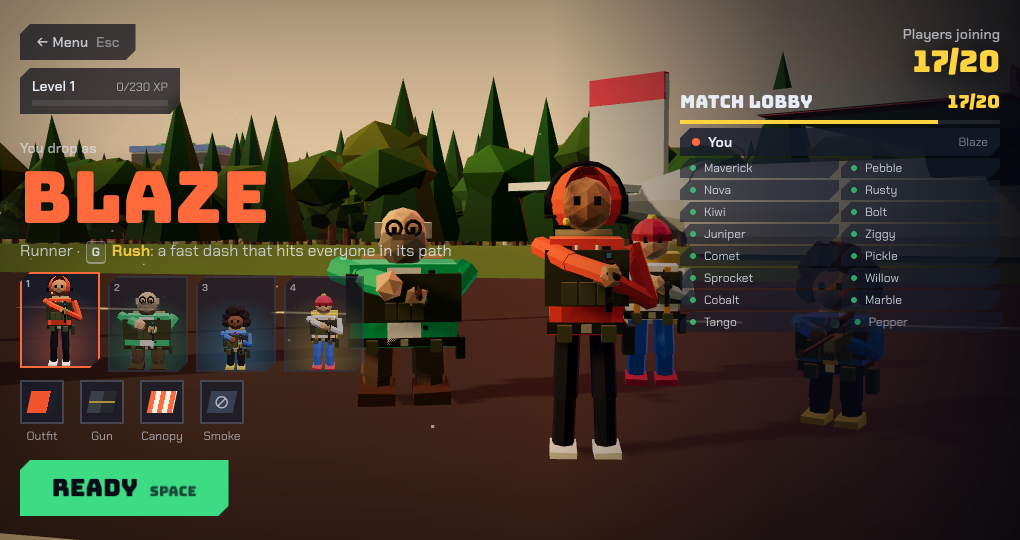 ← Menu Esc
Level 1 0/230 XP
Players joining
17/20
MATCH LOBBY 17/20
You Blaze
Maverick Pebble
Nova Rusty
Kiwi Bolt
Juniper Ziggy
Comet Pickle
Sprocket Willow
Cobalt Marble
Tango Pepper
You drop as
BLAZE
Runner · G Rush: a fast dash that hits everyone in its path
1 2 3 4
Outfit Gun Canopy Smoke
READY SPACE